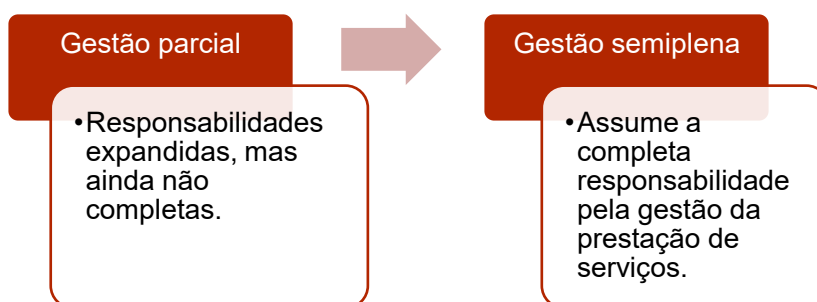 Gestão parcial
•Responsabilidades
expandidas, mas
ainda não
completas.
Gestão semiplena
•Assume a
completa
responsabilidade
pela gestão da
prestação de
serviços.